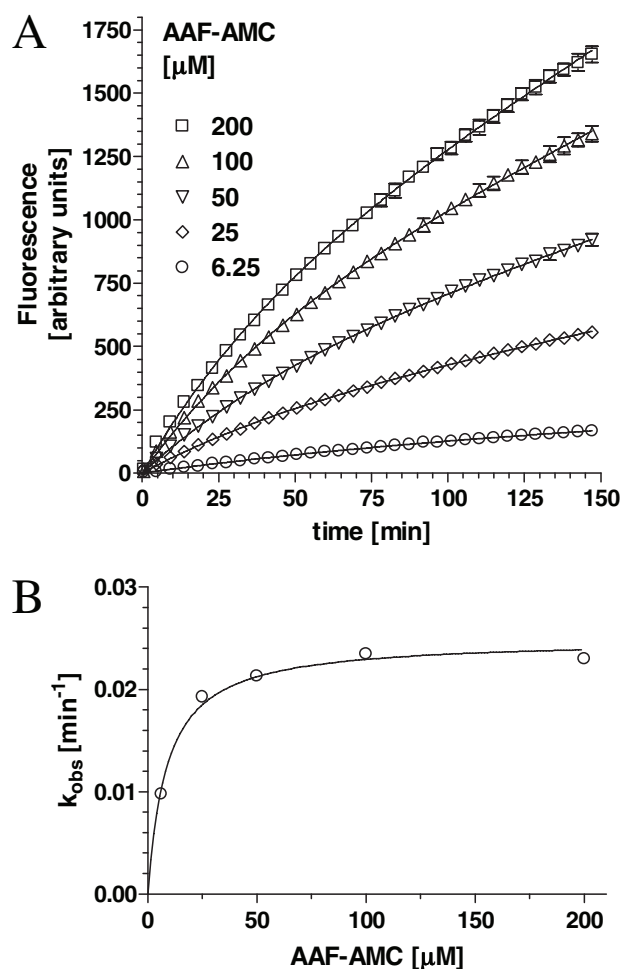 A
AAF-AMC
[μM]
200
100
50
25
6.25
1750
1500
1250
1000
750
500
250
0
Fluorescence
[arbitrary units]
0 25 50 75 100 125 150
time [min]
B
0.03
0.02
0.01
0.00
kobs [min-1]
0 50 100 150 200
AAF-AMC [μM]